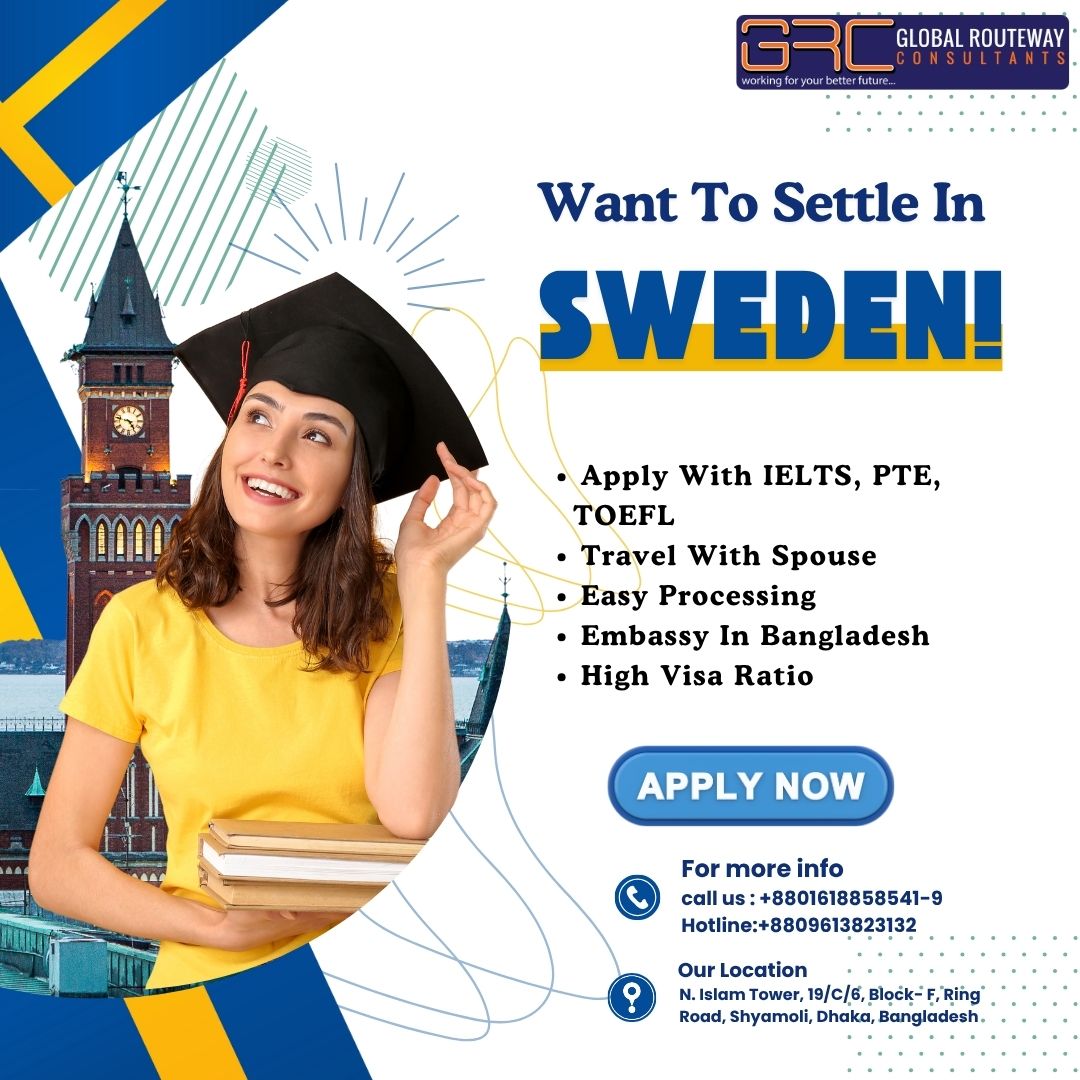 GRC
GLOBAL ROUTEWAY
CONSULTANTS
working for your better future...
Want To Settle In
SWEDEN!
• Apply With IELTS, PTE,
TOEFL
• Travel With Spouse
• Easy Processing
• Embassy In Bangladesh
• High Visa Ratio
APPLY NOW
For more info
call us : +8801618858541-9
Hotline:+8809613823132
Our Location
N. Islam Tower, 19/C/6, Block- F, Ring
Road, Shyamoli, Dhaka, Bangladesh